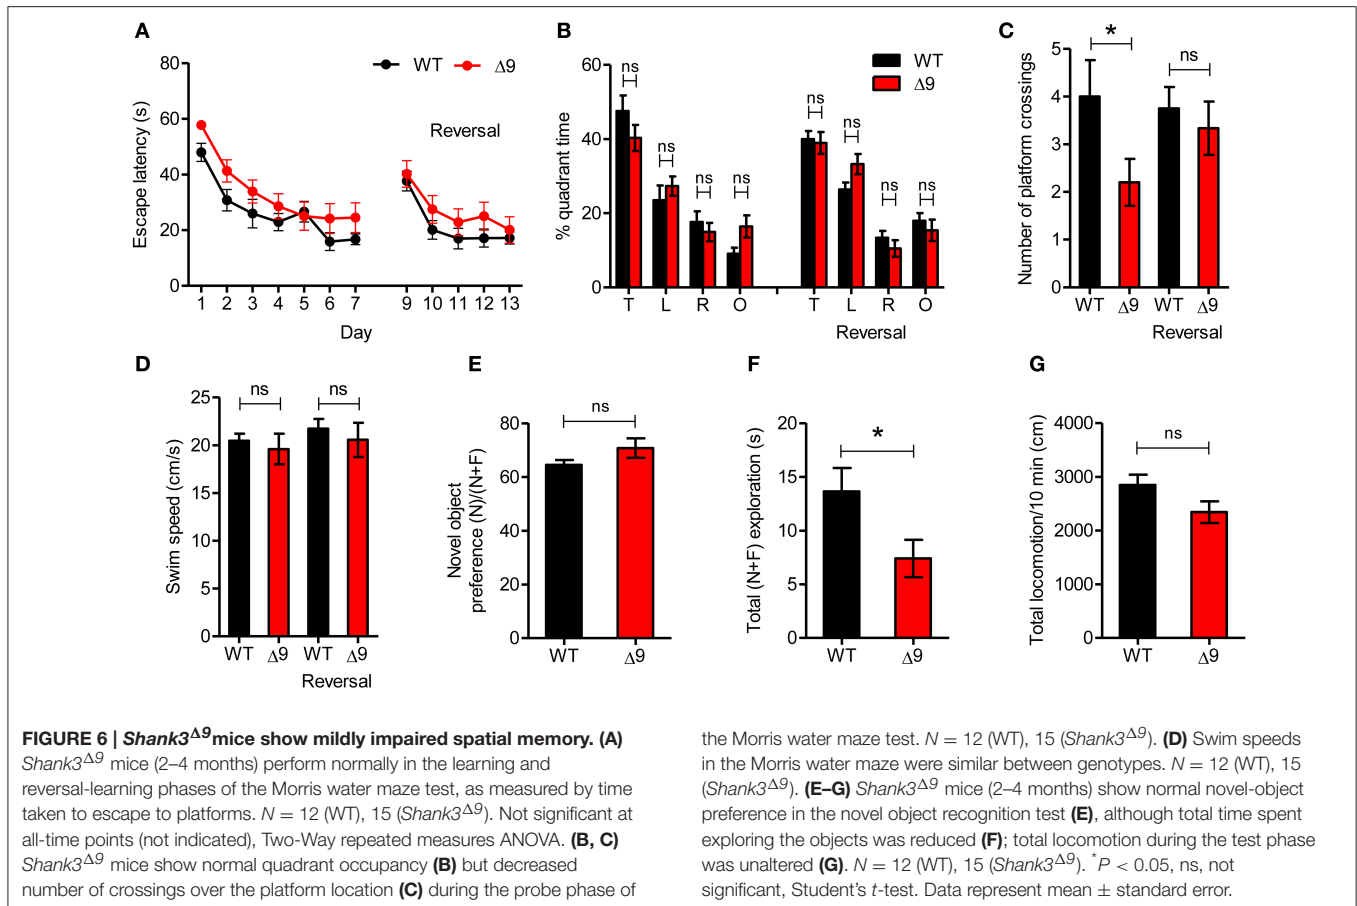 A
80
60
40
20
0
Escape latency (s)
WT
Δ9
Reversal
1 2 3 4 5 6 7 9 10 11 12 13
Day
B
60
40
20
0
% quadrant time
WT
Δ9
ns ns ns ns ns ns ns ns
T L R O T L R O
Reversal
C
5
4
3
2
1
0
Number of platform crossings
* ns
WT Δ9 WT Δ9
Reversal
D
25
20
15
10
5
0
Swim speed (cm/s)
ns ns
WT Δ9 WT Δ9
Reversal
E
80
60
40
20
0
Novel object
preference (N)/(N+F)
ns
WT Δ9
F
20
15
10
5
0
Total (N+F) exploration (s)
*
WT Δ9
G
4000
3000
2000
1000
0
Total locomotion/10 min (cm)
ns
WT Δ9
FIGURE 6 | Shank3Δ9 mice show mildly impaired spatial memory. (A)
Shank3Δ9 mice (2–4 months) perform normally in the learning and
reversal-learning phases of the Morris water maze test, as measured by time
taken to escape to platforms. N = 12 (WT), 15 (Shank3Δ9). Not significant at
all-time points (not indicated), Two-Way repeated measures ANOVA. (B, C)
Shank3Δ9 mice show normal quadrant occupancy (B) but decreased
number of crossings over the platform location (C) during the probe phase of
the Morris water maze test. N = 12 (WT), 15 (Shank3Δ9). (D) Swim speeds
in the Morris water maze were similar between genotypes. N = 12 (WT), 15
(Shank3Δ9). (E–G) Shank3Δ9 mice (2–4 months) show normal novel-object
preference in the novel object recognition test (E), although total time spent
exploring the objects was reduced (F); total locomotion during the test phase
was unaltered (G). N = 12 (WT), 15 (Shank3Δ9). *P < 0.05, ns, not
significant, Student's t-test. Data represent mean ± standard error.